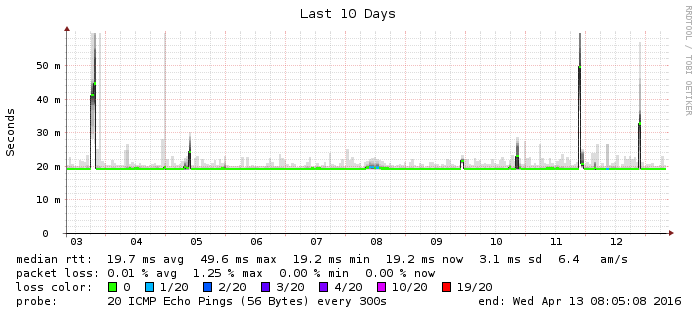 Last 10 Days
RRDTOOL / TOBI OETIKER
Seconds
50 m
40 m
30 m
20 m
10 m
0
03 04 05 06 07 08 09 10 11 12
median rtt: 19.7 ms avg 49.6 ms max 19.2 ms min 19.2 ms now 3.1 ms sd 6.4 am/s
packet loss: 0.01 % avg 1.25 % max 0.00 % min 0.00 % now
loss color: 0 1/20 2/20 3/20 4/20 10/20 19/20
probe: 20 ICMP Echo Pings (56 Bytes) every 300s end: Wed Apr 13 08:05:08 2016